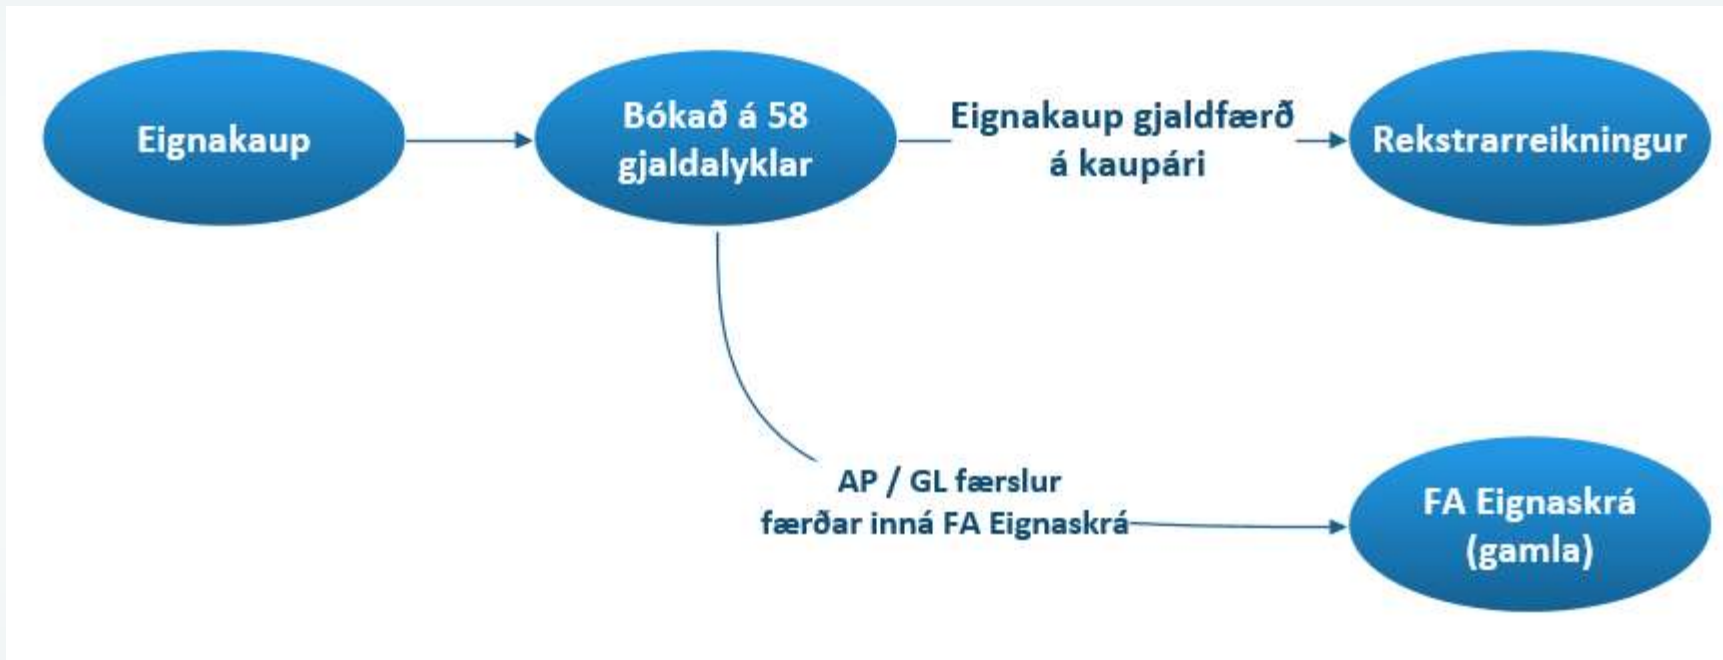 Eignakaup
Bókað á 58
gjaldalyklar
Eignakaup gjaldfærð
á kaupári
Rekstrarreikningur
AP / GL færslur
færðar inná FA Eignaskrá
FA Eignaskrá
(gamla)